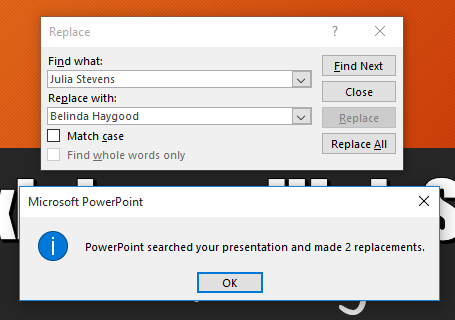 Replace
? ×
Find what:
Julia Stevens
Find Next
Close
Replace with:
Belinda Haygood
Replace
Match case
Find whole words only
Replace All
Microsoft PowerPoint ×
i
PowerPoint searched your presentation and made 2 replacements.
OK